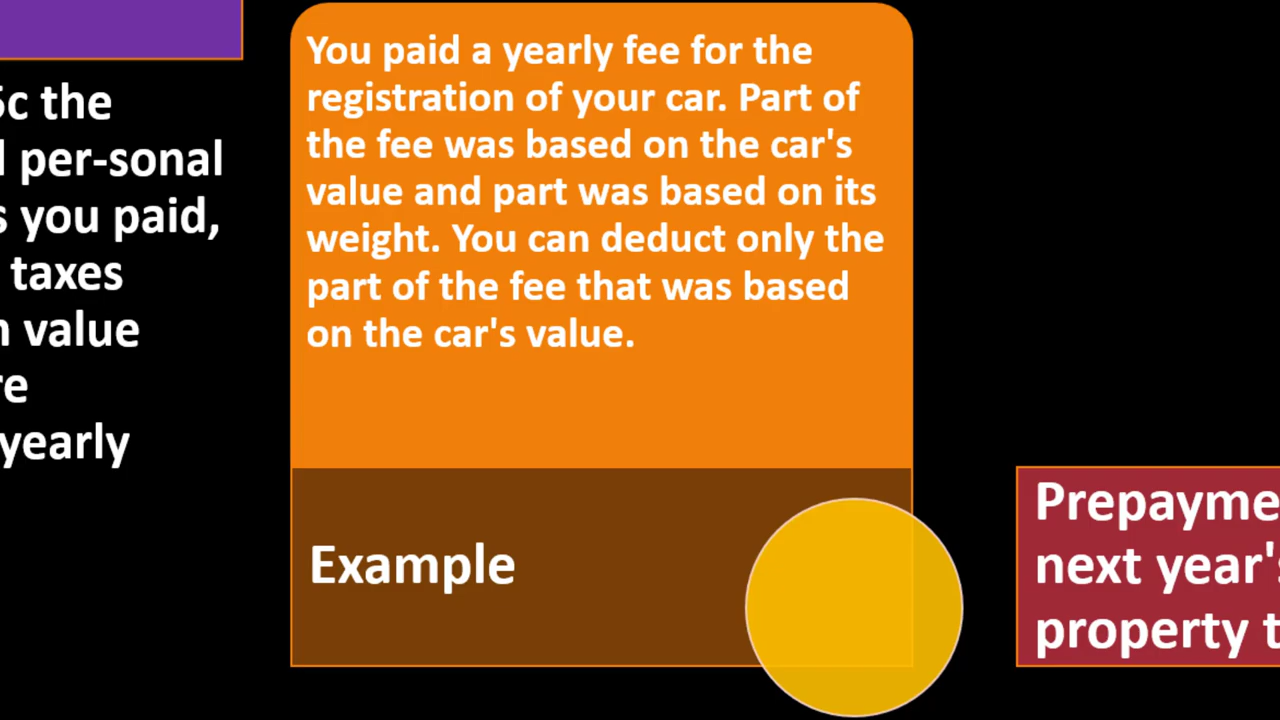 5c the
per-sonal
you paid,
taxes
value
yearly
You paid a yearly fee for the
registration of your car. Part of
the fee was based on the car's
value and part was based on its
weight. You can deduct only the
part of the fee that was based
on the car's value.
Example
next year's
property